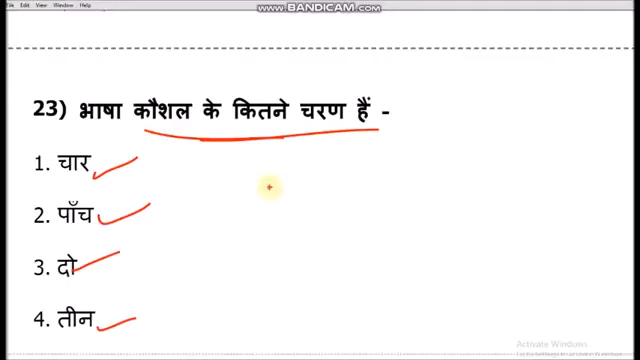 File Edit View Window Help
WWW.BANDICAM.COM
23) भाषा कौशल के कितने चरण हैं -
1. चार
2. पाँच
3. दो
4. तीन
Activate Windows